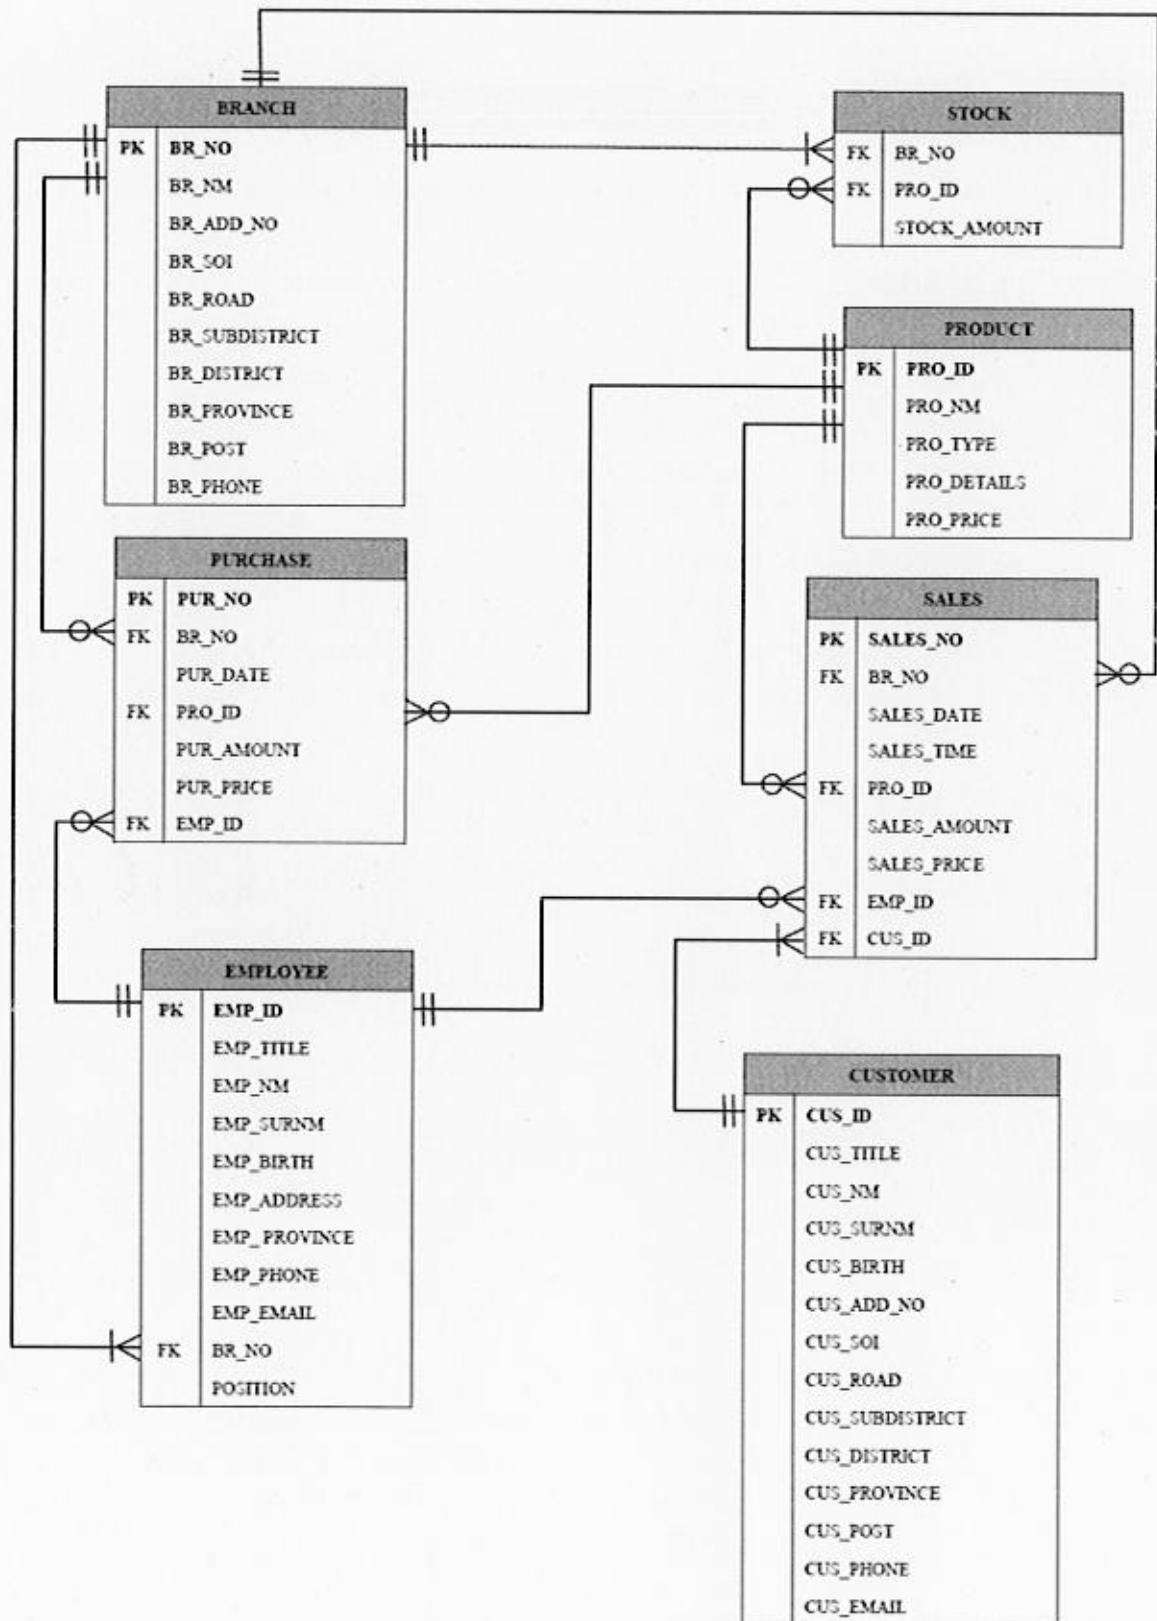 BRANCH
PK BR_NO
BR_NM
BR_ADD_NO
BR_SOI
BR_ROAD
BR_SUBDISTRICT
BR_DISTRICT
BR_PROVINCE
BR_POST
BR_PHONE
STOCK
FK BR_NO
FK PRO_ID
STOCK_AMOUNT
PRODUCT
PK PRO_ID
PRO_NM
PRO_TYPE
PRO_DETAILS
PRO_PRICE
PURCHASE
PK PUR_NO
FK BR_NO
PUR_DATE
FK PRO_ID
PUR_AMOUNT
PUR_PRICE
FK EMP_ID
SALES
PK SALES_NO
FK BR_NO
SALES_DATE
SALES_TIME
FK PRO_ID
SALES_AMOUNT
SALES_PRICE
FK EMP_ID
FK CUS_ID
EMPLOYEE
PK EMP_ID
EMP_TITLE
EMP_NM
EMP_SURNM
EMP_BIRTH
EMP_ADDRESS
EMP_ PROVINCE
EMP_PHONE
EMP_EMAIL
FK BR_NO
POSITION
CUSTOMER
PK CUS_ID
CUS_TITLE
CUS_NM
CUS_SURNM
CUS_BIRTH
CUS_ADD_NO
CUS_SOI
CUS_ROAD
CUS_SUBDISTRICT
CUS_DISTRICT
CUS_PROVINCE
CUS_POST
CUS_PHONE
CUS_EMAIL